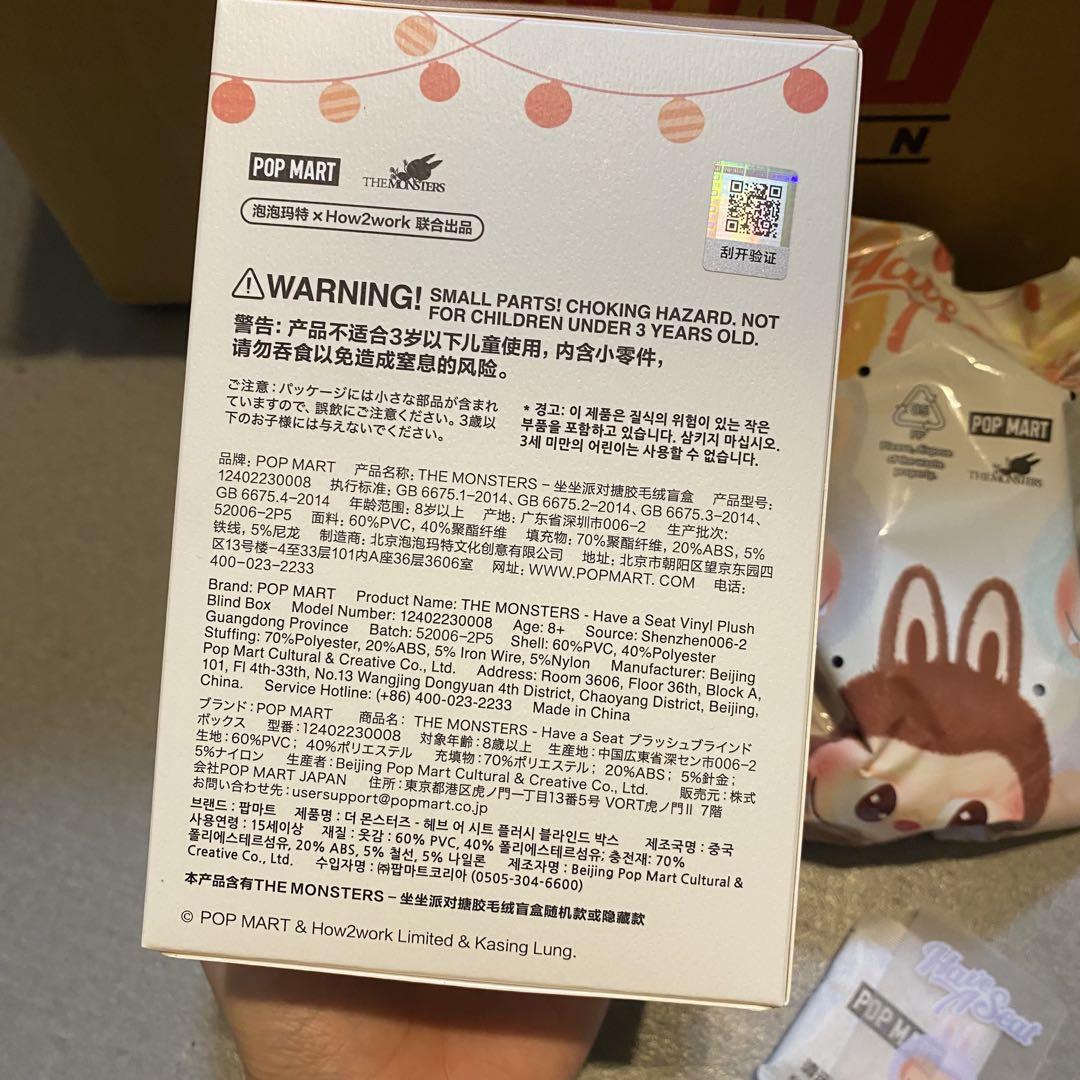 POP MART
THE MONSTERS
泡泡玛特 × How2work 联合出品
刮开验证
WARNING! SMALL PARTS! CHOKING HAZARD. NOT
FOR CHILDREN UNDER 3 YEARS OLD.
警告: 产品不适合3岁以下儿童使用, 内含小零件,
请勿吞食以免造成窒息的风险。
ご注意:パッケージには小さな部品が含まれ
ていますので、誤飲にご注意ください。3歳以
下のお子様には与えないでください。
* 경고: 이 제품은 질식의 위험이 있는 작은
부품을 포함하고 있습니다. 삼키지 마십시오.
3세 미만의 어린이는 사용할 수 없습니다.
品牌: POP MART 产品名称: THE MONSTERS – 坐坐派对搪胶毛绒盲盒 产品型号:
12402230008 执行标准: GB 6675.1–2014、GB 6675.2–2014、GB 6675.3–2014、
GB 6675.4–2014 年龄范围: 8岁以上 产地: 广东省深圳市006–2 生产批次:
52006–2P5 面料: 60%PVC, 40%聚酯纤维 填充物: 70%聚酯纤维, 20%ABS, 5%
铁线, 5%尼龙 制造商: 北京泡泡玛特文化创意有限公司 地址: 北京市朝阳区望京东园四
区13号楼–4至33层101内A座36层3606室 网址: WWW.POPMART. COM 电话:
400–023–2233
Brand: POP MART Product Name: THE MONSTERS - Have a Seat Vinyl Plush
Blind Box Model Number: 12402230008 Age: 8+ Source: Shenzhen006-2
Guangdong Province Batch: 52006-2P5 Shell: 60%PVC, 40%Polyester
Stuffing: 70%Polyester, 20%ABS, 5% Iron Wire, 5%Nylon Manufacturer: Beijing
Pop Mart Cultural & Creative Co., Ltd. Address: Room 3606, Floor 36th, Block A,
101, Fl 4th-33th, No.13 Wangjing Dongyuan 4th District, Chaoyang District, Beijing,
China. Service Hotline: (+86) 400-023-2233 Made in China
ブランド:POP MART 商品名: THE MONSTERS - Have a Seat プラッシュブラインド
ボックス 型番:12402230008 対象年齢:8歳以上 生産地:中国広東省深セン市006–2
生地:60%PVC; 40%ポリエステル 充填物:70%ポリエステル; 20%ABS; 5%針金;
5%ナイロン 生産者:Beijing Pop Mart Cultural & Creative Co., Ltd. 販売元:株式
会社POP MART JAPAN 住所:東京都港区虎ノ門一丁目13番5号 VORT虎ノ門II 7階
お問い合わせ先:usersupport@popmart.co.jp
브랜드 : 팝마트 제품명 : 더 몬스터즈 - 헤브 어 시트 플러시 블라인드 박스 제조국명 : 중국
사용연령 : 15세이상 재질 : 옷감 : 60% PVC, 40% 폴리에스테르섬유; 충전재: 70%
폴리에스테르섬유, 20% ABS, 5% 철선, 5% 나일론 제조자명 : Beijing Pop Mart Cultural &
Creative Co., Ltd. 수입자명 : ㈜팝마트코리아 (0505-304-6600)
本产品含有THE MONSTERS – 坐坐派对搪胶毛绒盲盒随机款或隐藏款
© POP MART & How2work Limited & Kasing Lung.
N
05
PP
Please dispose
of the waste
properly.
POP MART
THE MONSTERS
Have
A Seat
POP MA